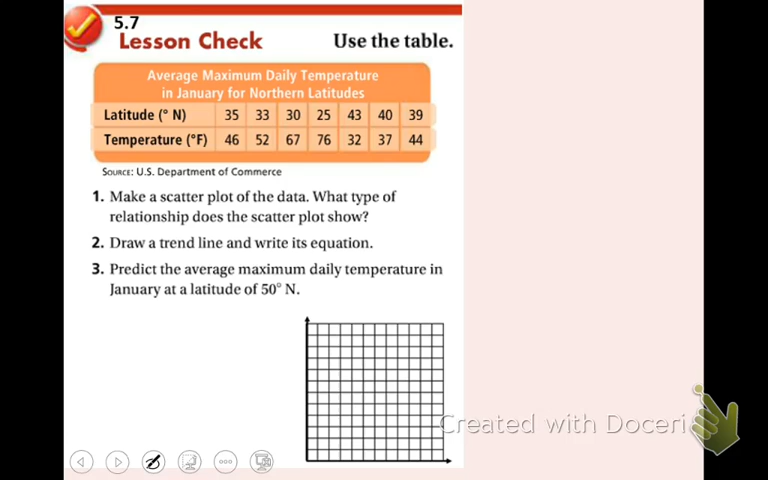 5.7
Lesson Check
Use the table.
Average Maximum Daily Temperature
in January for Northern Latitudes
Latitude (° N) 35 33 30 25 43 40 39
Temperature (°F) 46 52 67 76 32 37 44
SOURCE: U.S. Department of Commerce
1. Make a scatter plot of the data. What type of
relationship does the scatter plot show?
2. Draw a trend line and write its equation.
3. Predict the average maximum daily temperature in
January at a latitude of 50° N.
Created with Doceri